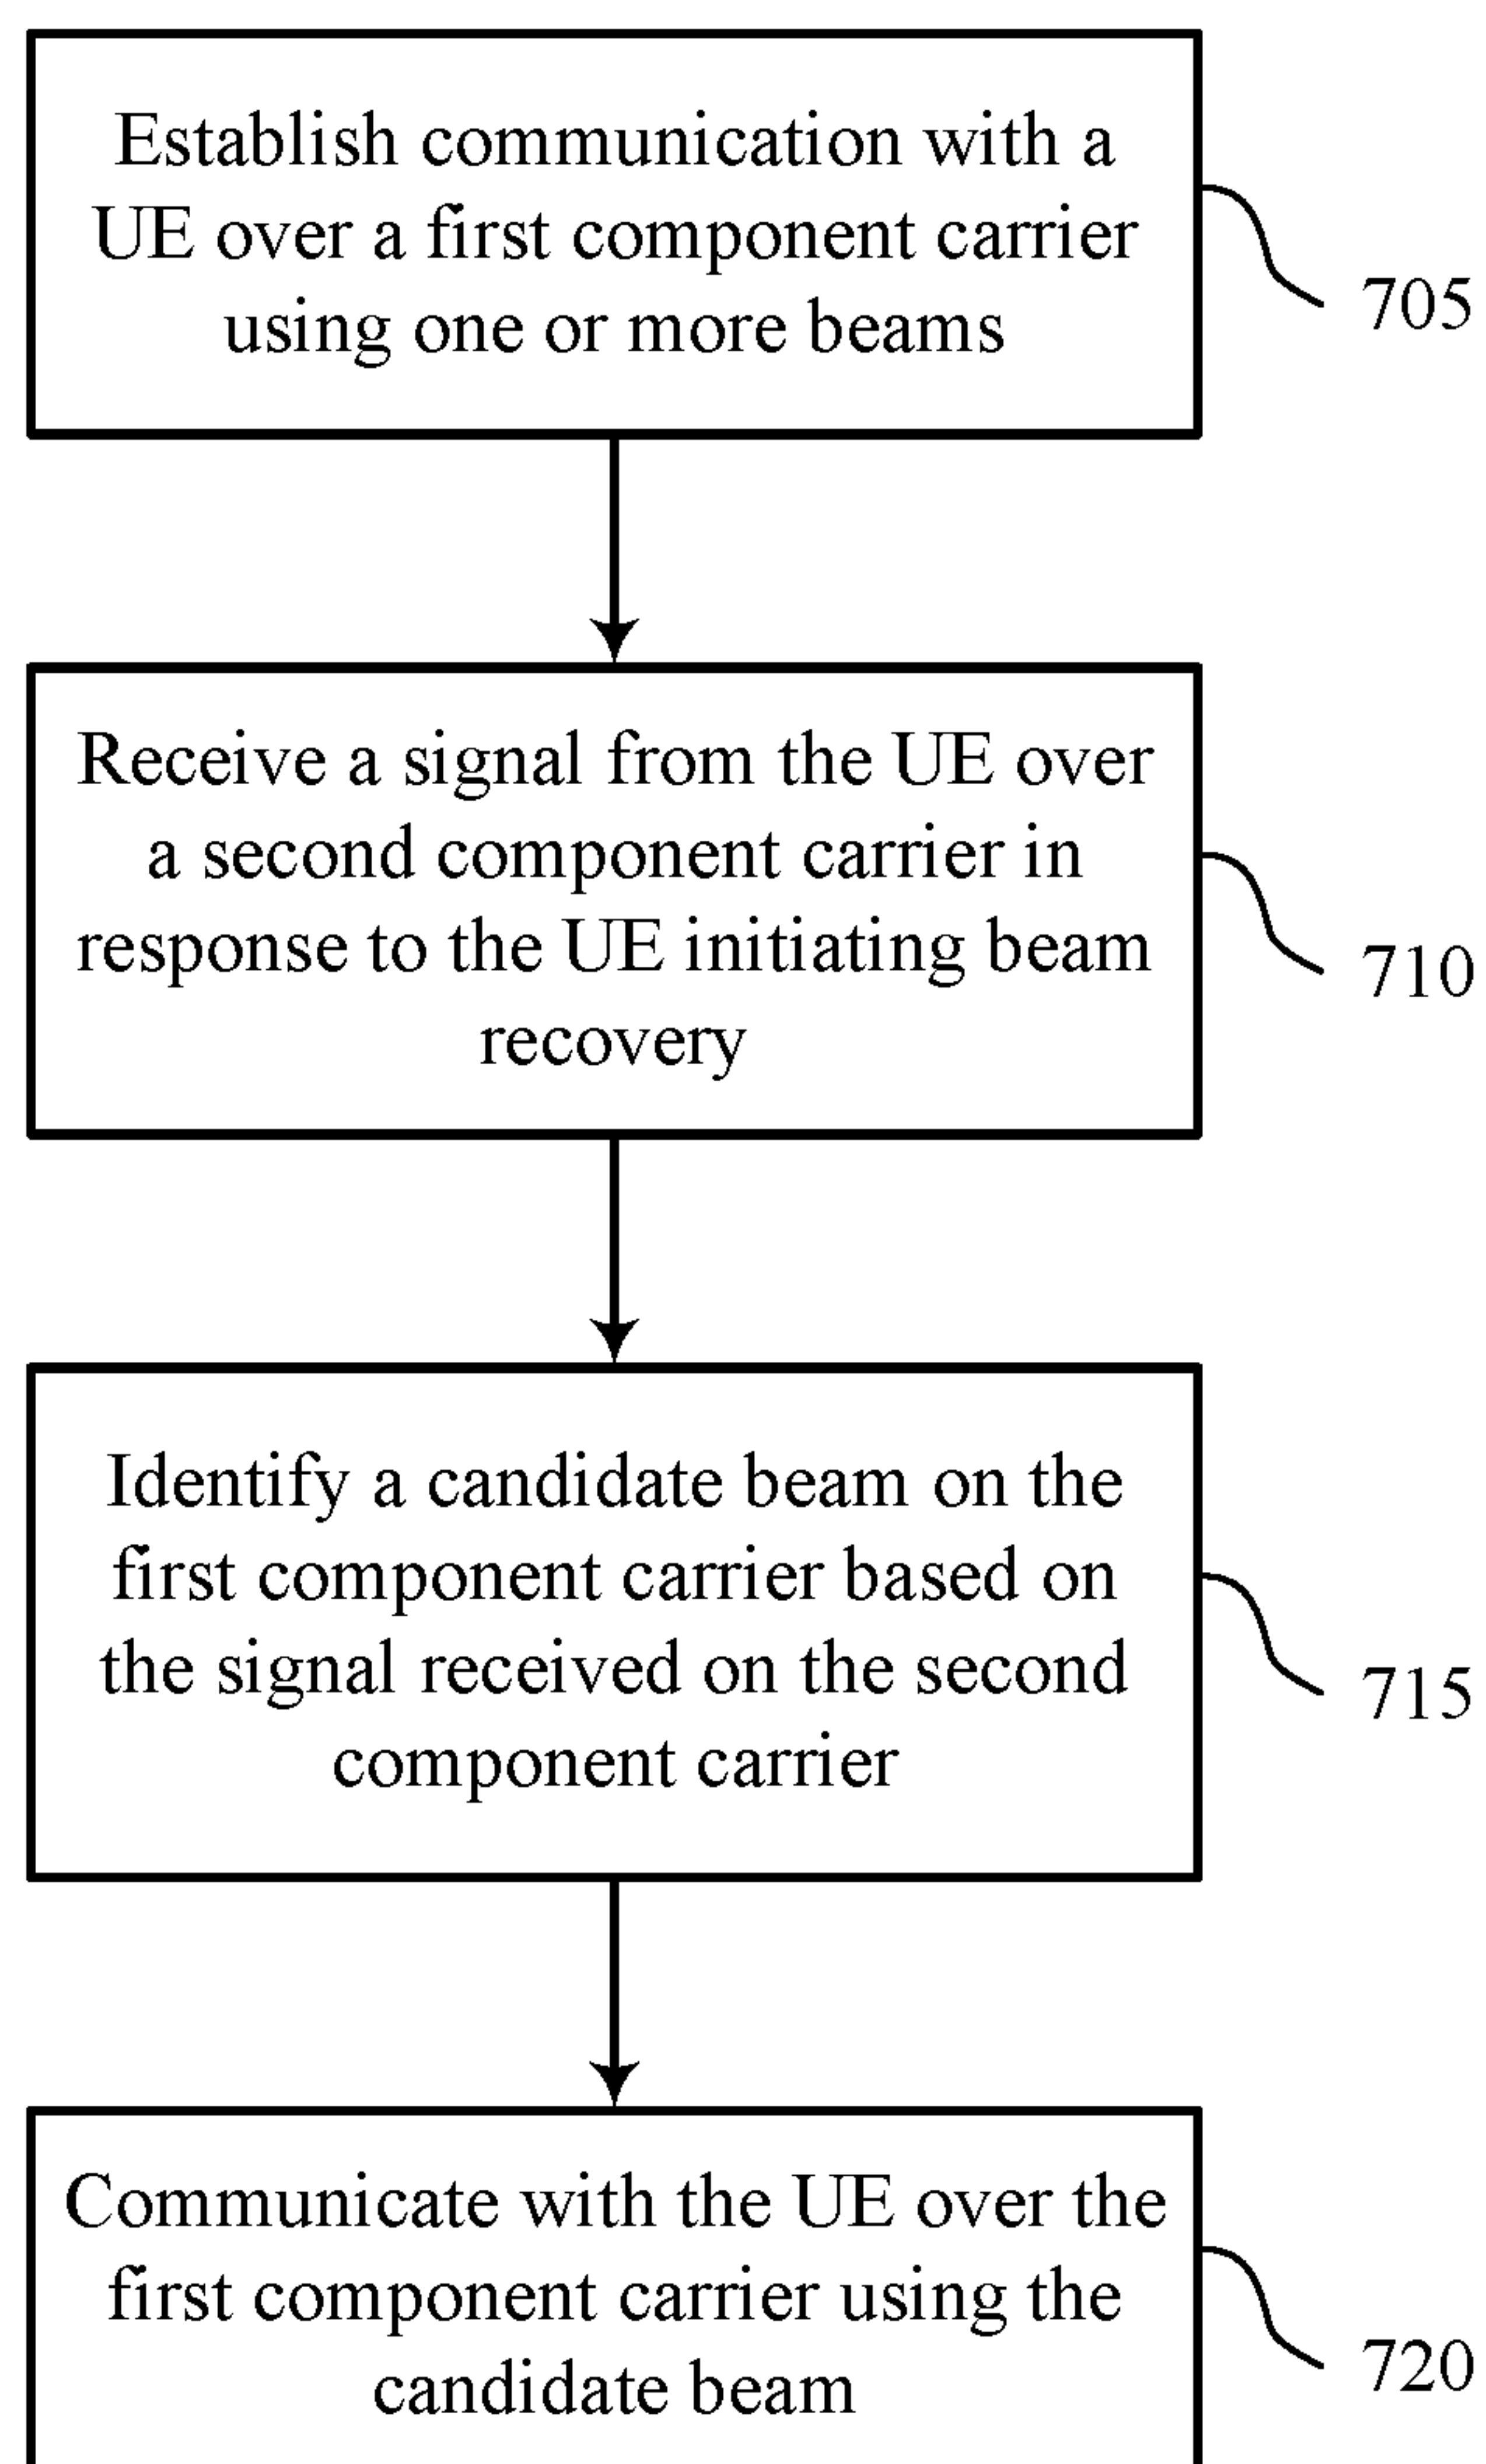 Establish communication with a
UE over a first component carrier
using one or more beams
705
Receive a signal from the UE over
a second component carrier in
response to the UE initiating beam
recovery
710
Identify a candidate beam on the
first component carrier based on
the signal received on the second
component carrier
715
Communicate with the UE over the
first component carrier using the
candidate beam
720